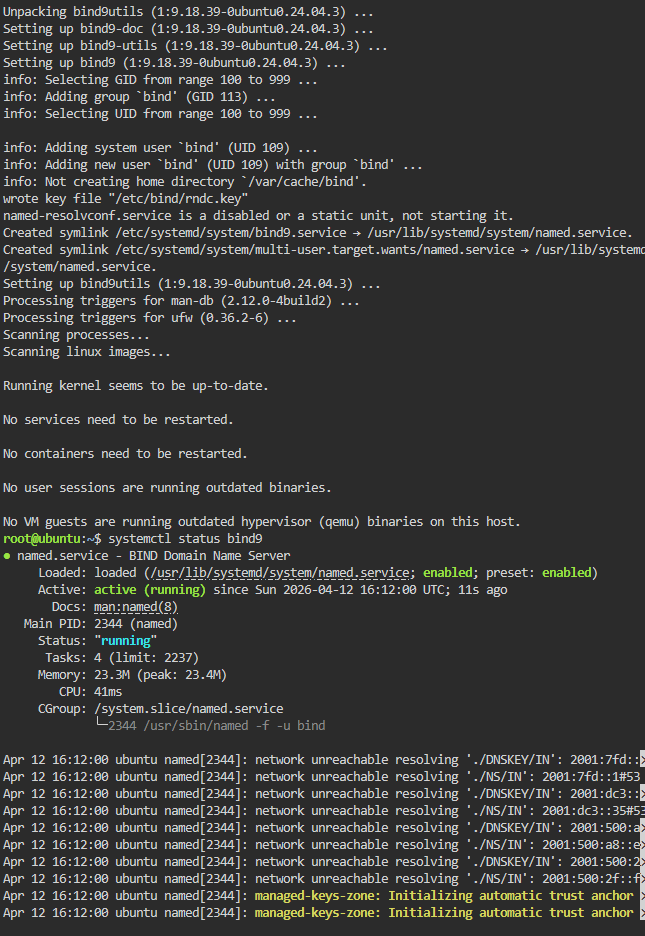 Unpacking bind9utils (1:9.18.39-0ubuntu0.24.04.3) ...
Setting up bind9-doc (1:9.18.39-0ubuntu0.24.04.3) ...
Setting up bind9-utils (1:9.18.39-0ubuntu0.24.04.3) ...
Setting up bind9 (1:9.18.39-0ubuntu0.24.04.3) ...
info: Selecting GID from range 100 to 999 ...
info: Adding group `bind' (GID 113) ...
info: Selecting UID from range 100 to 999 ...
info: Adding system user `bind' (UID 109) ...
info: Adding new user `bind' (UID 109) with group `bind' ...
info: Not creating home directory `/var/cache/bind'.
wrote key file "/etc/bind/rndc.key"
named-resolvconf.service is a disabled or a static unit, not starting it.
Created symlink /etc/systemd/system/bind9.service → /usr/lib/systemd/system/named.service.
Created symlink /etc/systemd/system/multi-user.target.wants/named.service → /usr/lib/systemd
/system/named.service.
Setting up bind9utils (1:9.18.39-0ubuntu0.24.04.3) ...
Processing triggers for man-db (2.12.0-4build2) ...
Processing triggers for ufw (0.36.2-6) ...
Scanning processes...
Scanning linux images...
Running kernel seems to be up-to-date.
No services need to be restarted.
No containers need to be restarted.
No user sessions are running outdated binaries.
No VM guests are running outdated hypervisor (qemu) binaries on this host.
root@ubuntu:~$ systemctl status bind9
● named.service - BIND Domain Name Server
Loaded: loaded (/usr/lib/systemd/system/named.service; enabled; preset: enabled)
Active: active (running) since Sun 2026-04-12 16:12:00 UTC; 11s ago
Docs: man:named(8)
Main PID: 2344 (named)
Status: "running"
Tasks: 4 (limit: 2237)
Memory: 23.3M (peak: 23.4M)
CPU: 41ms
CGroup: /system.slice/named.service
└─2344 /usr/sbin/named -f -u bind
Apr 12 16:12:00 ubuntu named[2344]: network unreachable resolving './DNSKEY/IN': 2001:7fd::>
Apr 12 16:12:00 ubuntu named[2344]: network unreachable resolving './NS/IN': 2001:7fd::1#53
Apr 12 16:12:00 ubuntu named[2344]: network unreachable resolving './DNSKEY/IN': 2001:dc3::>
Apr 12 16:12:00 ubuntu named[2344]: network unreachable resolving './NS/IN': 2001:dc3::35#53
Apr 12 16:12:00 ubuntu named[2344]: network unreachable resolving './DNSKEY/IN': 2001:500:a>
Apr 12 16:12:00 ubuntu named[2344]: network unreachable resolving './NS/IN': 2001:500:a8::e>
Apr 12 16:12:00 ubuntu named[2344]: network unreachable resolving './DNSKEY/IN': 2001:500:2>
Apr 12 16:12:00 ubuntu named[2344]: network unreachable resolving './NS/IN': 2001:500:2f::f>
Apr 12 16:12:00 ubuntu named[2344]: managed-keys-zone: Initializing automatic trust anchor >
Apr 12 16:12:00 ubuntu named[2344]: managed-keys-zone: Initializing automatic trust anchor >